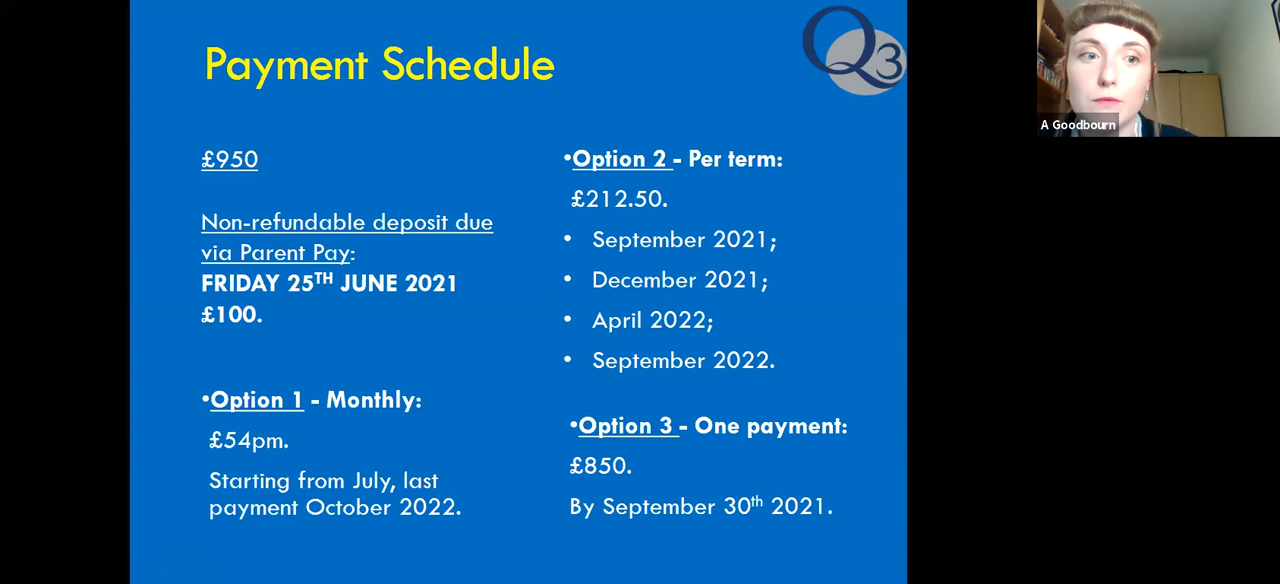 Payment Schedule
Q3
£950
Non-refundable deposit due
via Parent Pay:
FRIDAY 25TH JUNE 2021
£100.
•Option 1 - Monthly:
£54pm.
Starting from July, last
payment October 2022.
•Option 2 - Per term:
£212.50.
• September 2021;
• December 2021;
• April 2022;
• September 2022.
•Option 3 - One payment:
£850.
By September 30th 2021.
A Goodbourn